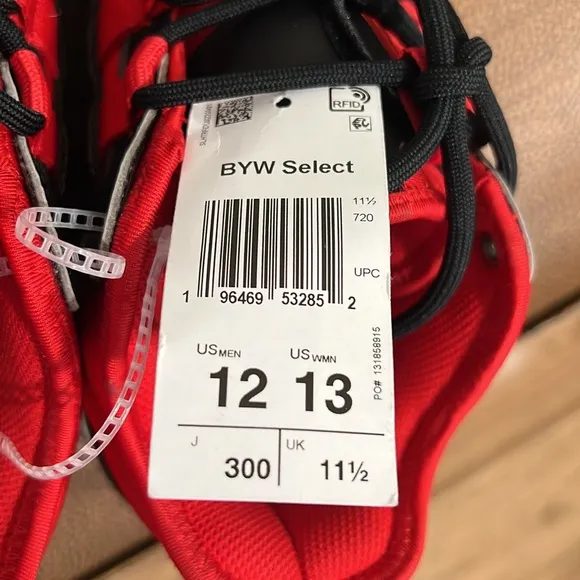 RFID
BYW Select
11½
720
UPC
1 96469 53285 2
PO# 131858915
US MEN US WMN
12 13
J UK
300 11½